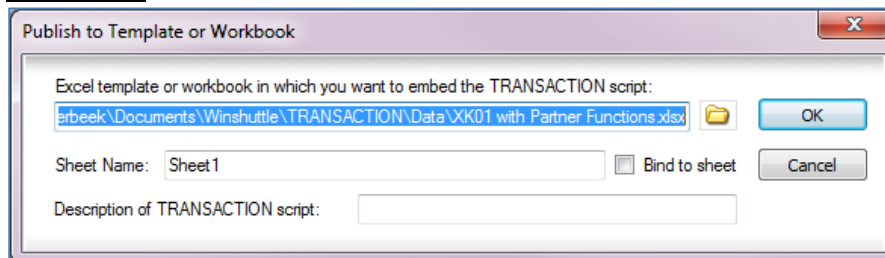 Publish to Template or Workbook
Excel template or workbook in which you want to embed the TRANSACTION script:
erbeek\Documents\Winshuttle\TRANSACTION\Data\XK01 with Partner Functions.xlsx OK
Sheet Name: Sheet1 Bind to sheet Cancel
Description of TRANSACTION script: